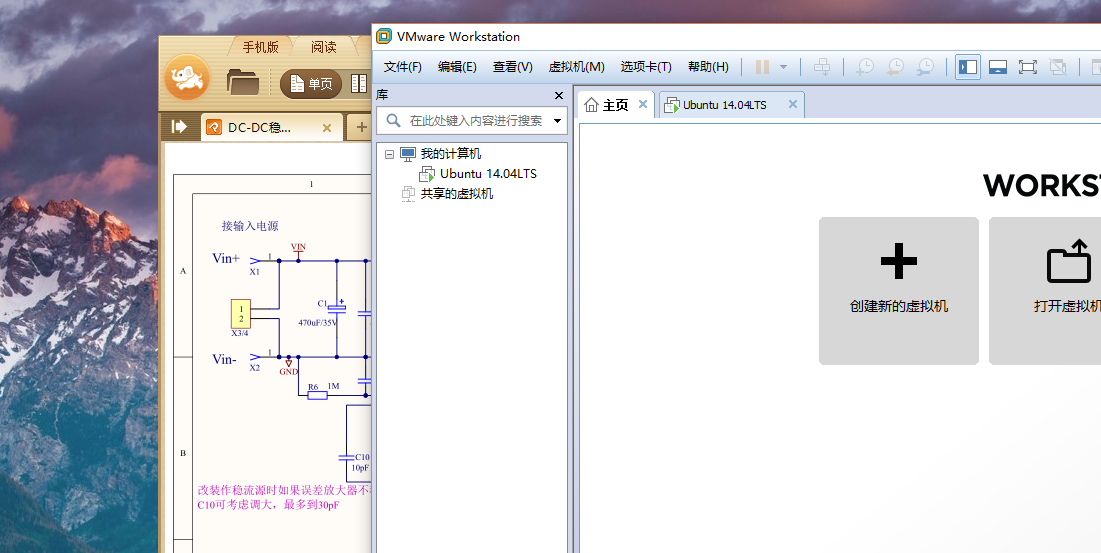 VMware Workstation
手机版
阅读
单页
文件(F) 编辑(E) 查看(V) 虚拟机(M) 选项卡(T) 帮助(H)
库
在此处键入内容进行搜索
主页
Ubuntu 14.04LTS
我的计算机
Ubuntu 14.04LTS
共享的虚拟机
WORKS
创建新的虚拟机
打开虚拟机
DC-DC稳...
1
A
接输入电源
VIN
Vin+
1
X1
C1
+
470uF/35V
1
2
X3/4
Vin-
1
X2
GND
R6
1M
B
C10
10pF
改装作稳流源时如果误差放大器不
C10可考虑调大，最多到30pF